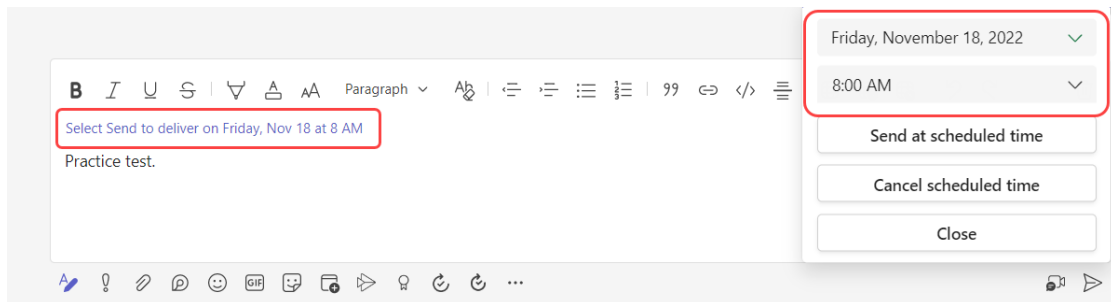 Friday, November 18, 2022
8:00 AM
Paragraph
Select Send to deliver on Friday, Nov 18 at 8 AM
Practice test.
Send at scheduled time
Cancel scheduled time
Close
GIF